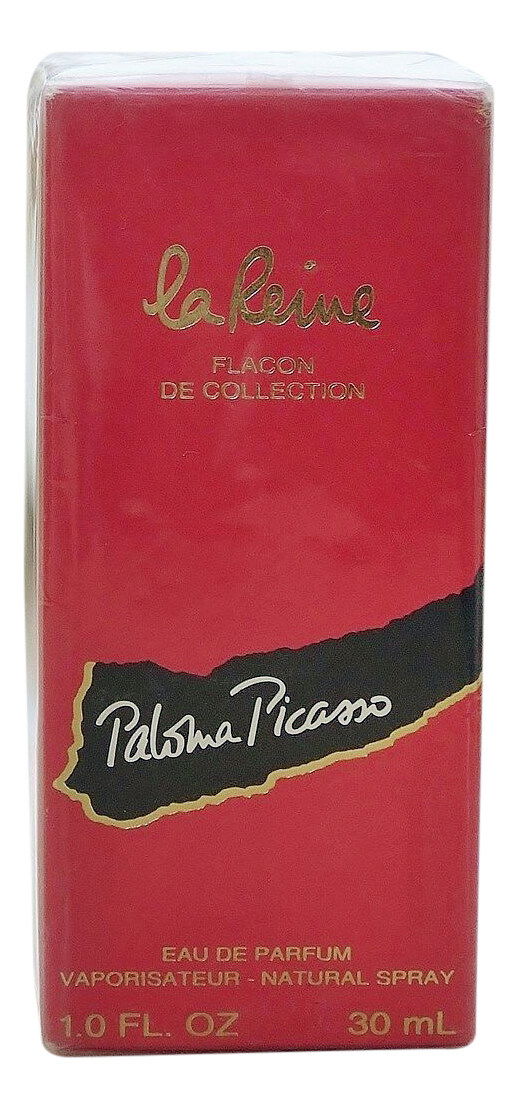 la Reine
FLACON
DE COLLECTION
Paloma Picasso
EAU DE PARFUM
VAPORISATEUR - NATURAL SPRAY
1.0 FL. OZ 30 mL